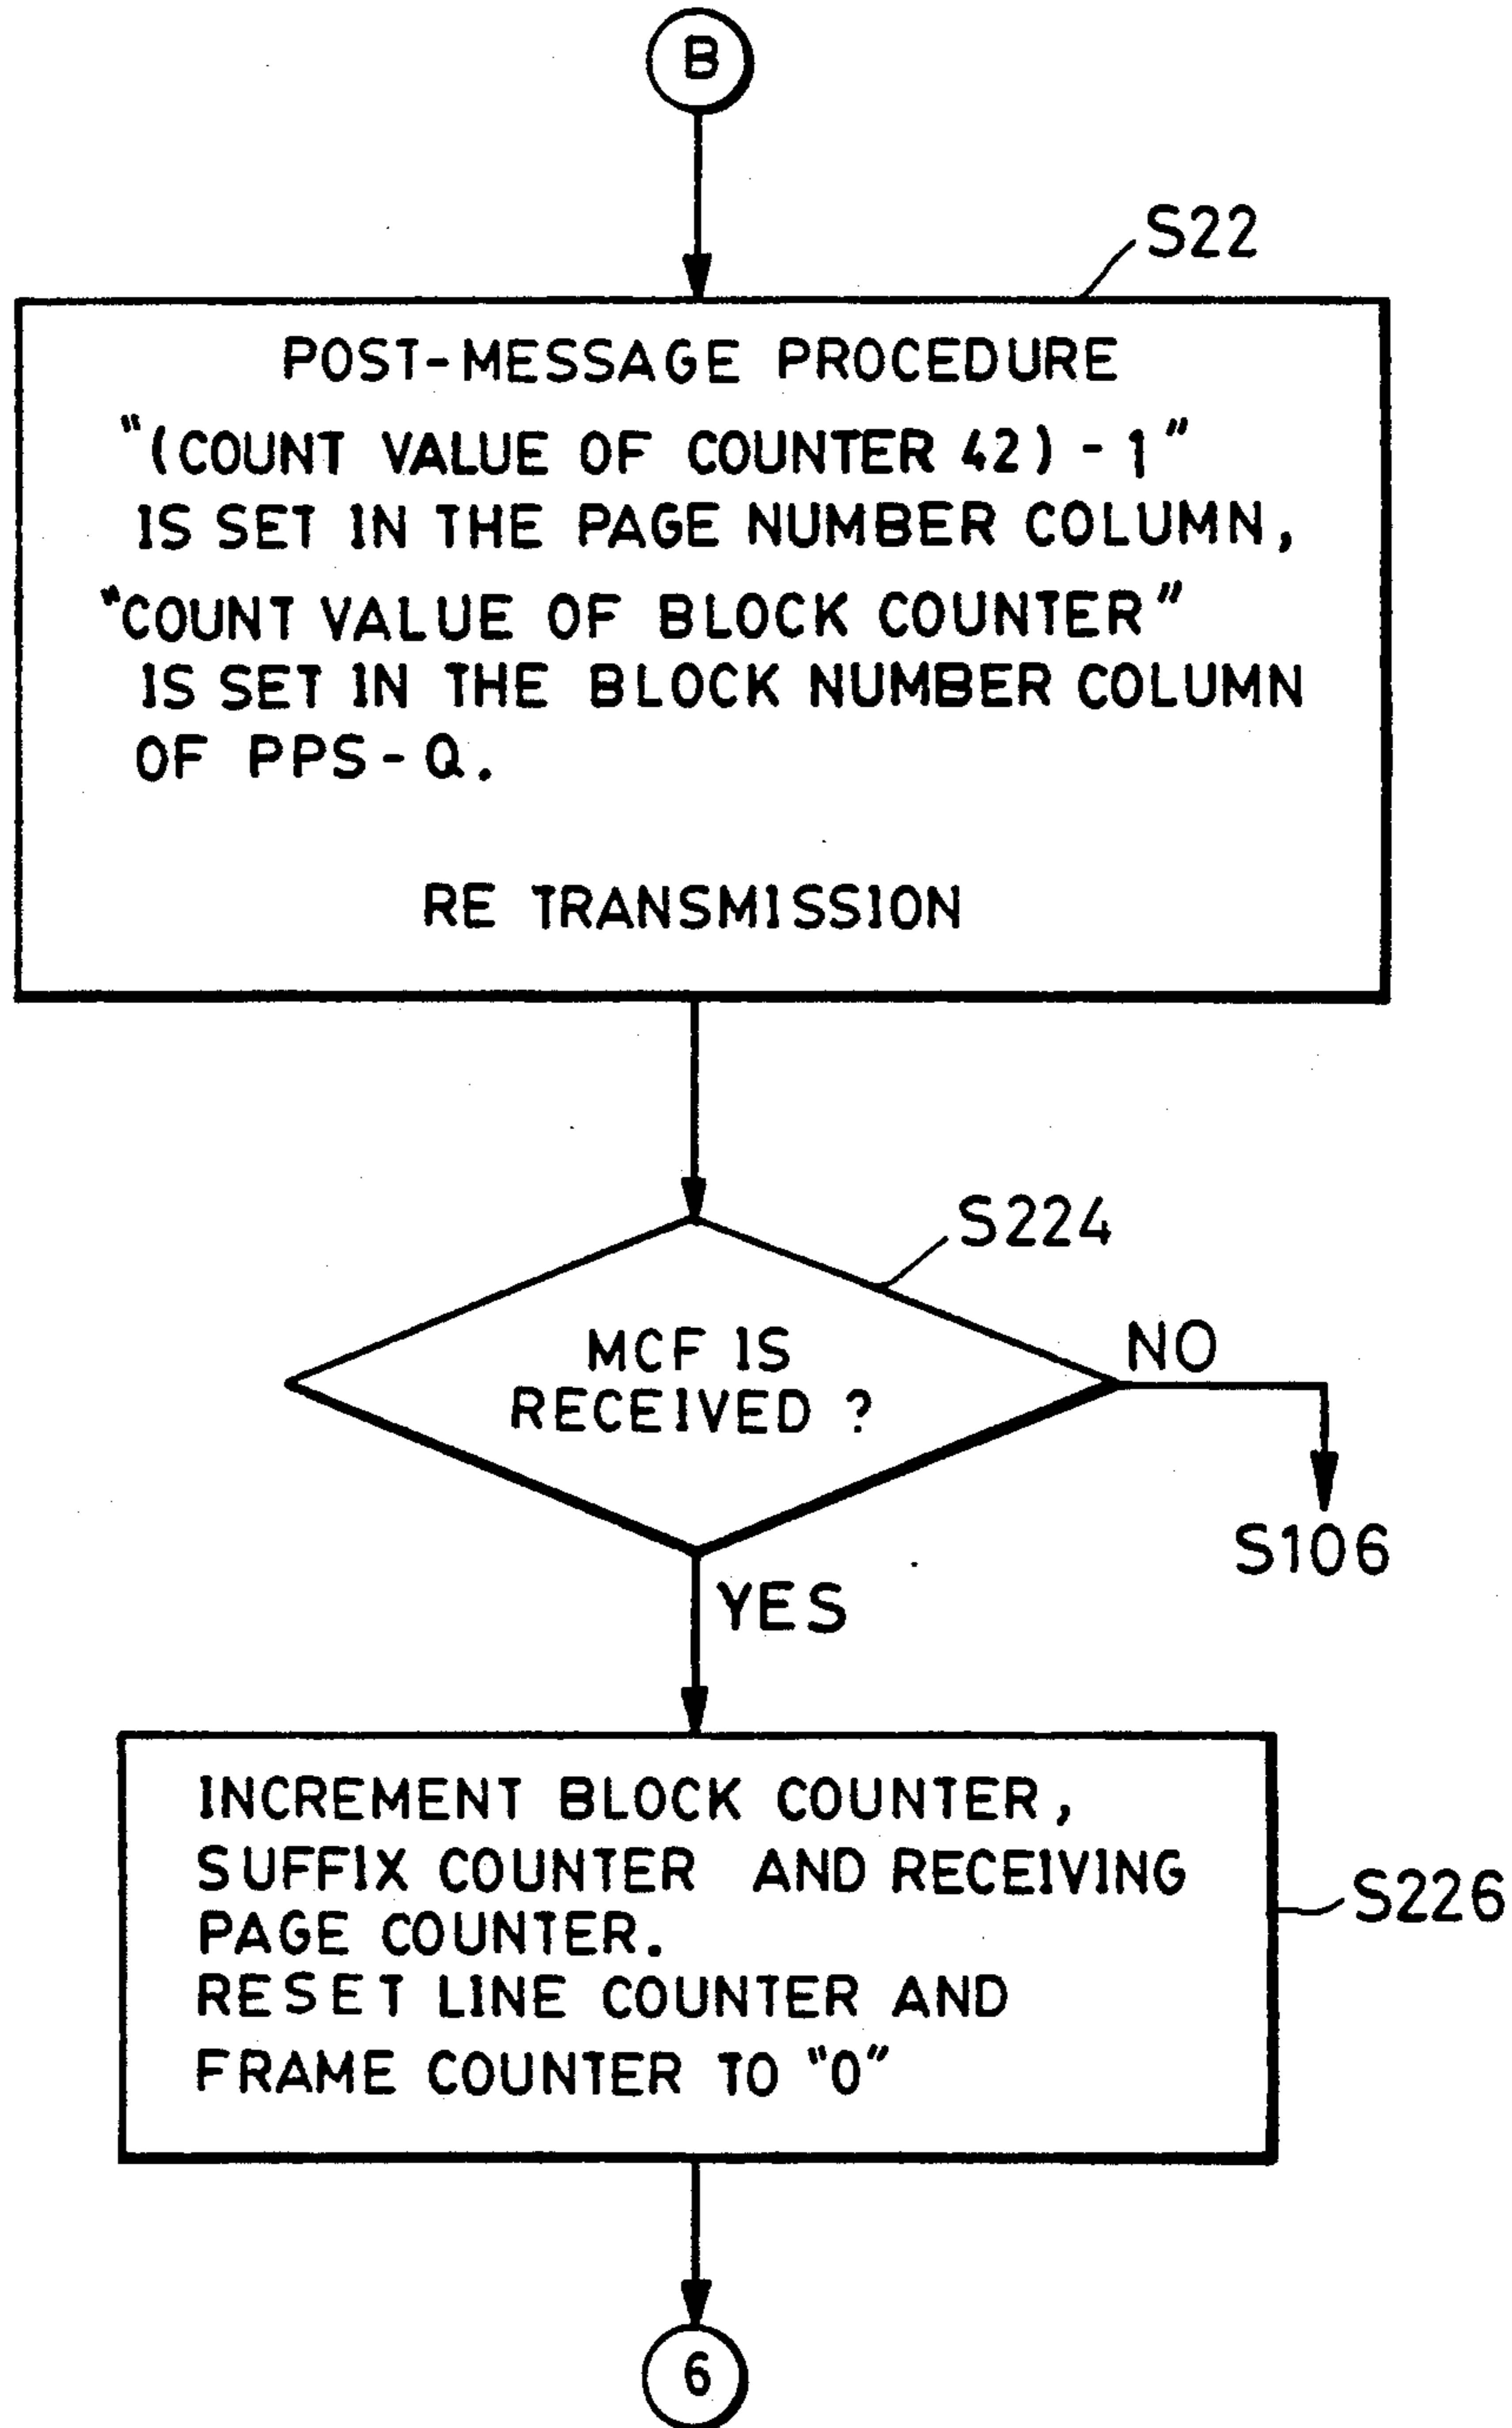 B
S22
POST-MESSAGE PROCEDURE
"(COUNT VALUE OF COUNTER 42) - 1"
IS SET IN THE PAGE NUMBER COLUMN,
"COUNT VALUE OF BLOCK COUNTER"
IS SET IN THE BLOCK NUMBER COLUMN
OF PPS-Q.
RE TRANSMISSION
S224
MCF IS
RECEIVED ?
NO
S106
YES
INCREMENT BLOCK COUNTER,
SUFFIX COUNTER AND RECEIVING
PAGE COUNTER.
RESET LINE COUNTER AND
FRAME COUNTER TO "0"
S226
6